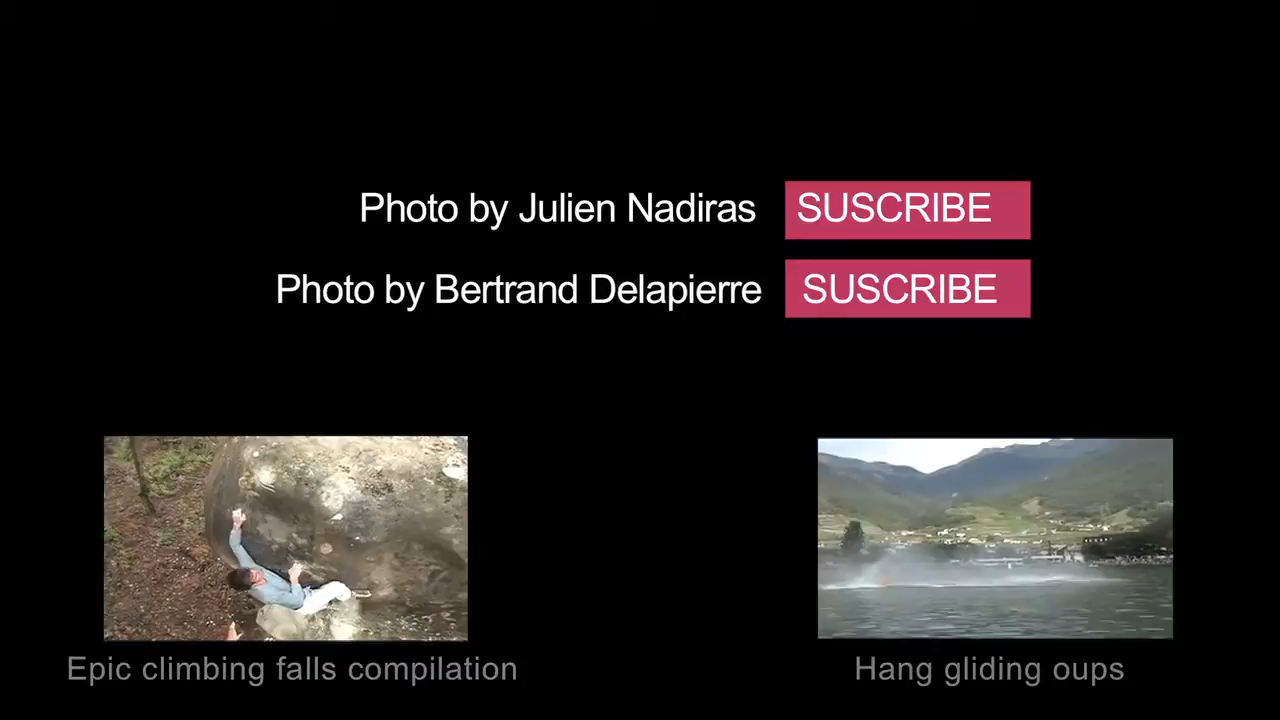 Photo by Julien Nadiras SUSCRIBE
Photo by Bertrand Delapierre SUSCRIBE
Epic climbing falls compilation
Hang gliding oups